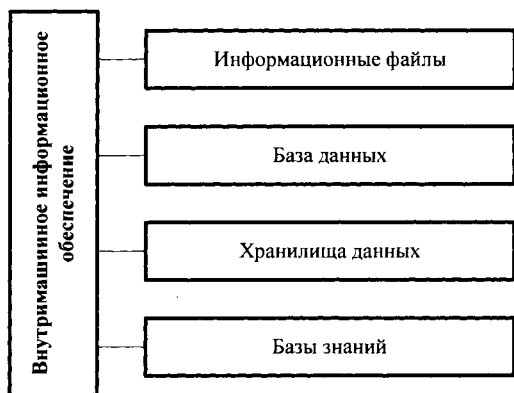 Внутримашинное информационное
обеспечение
Информационные файлы
База данных
Хранилища данных
Базы знаний